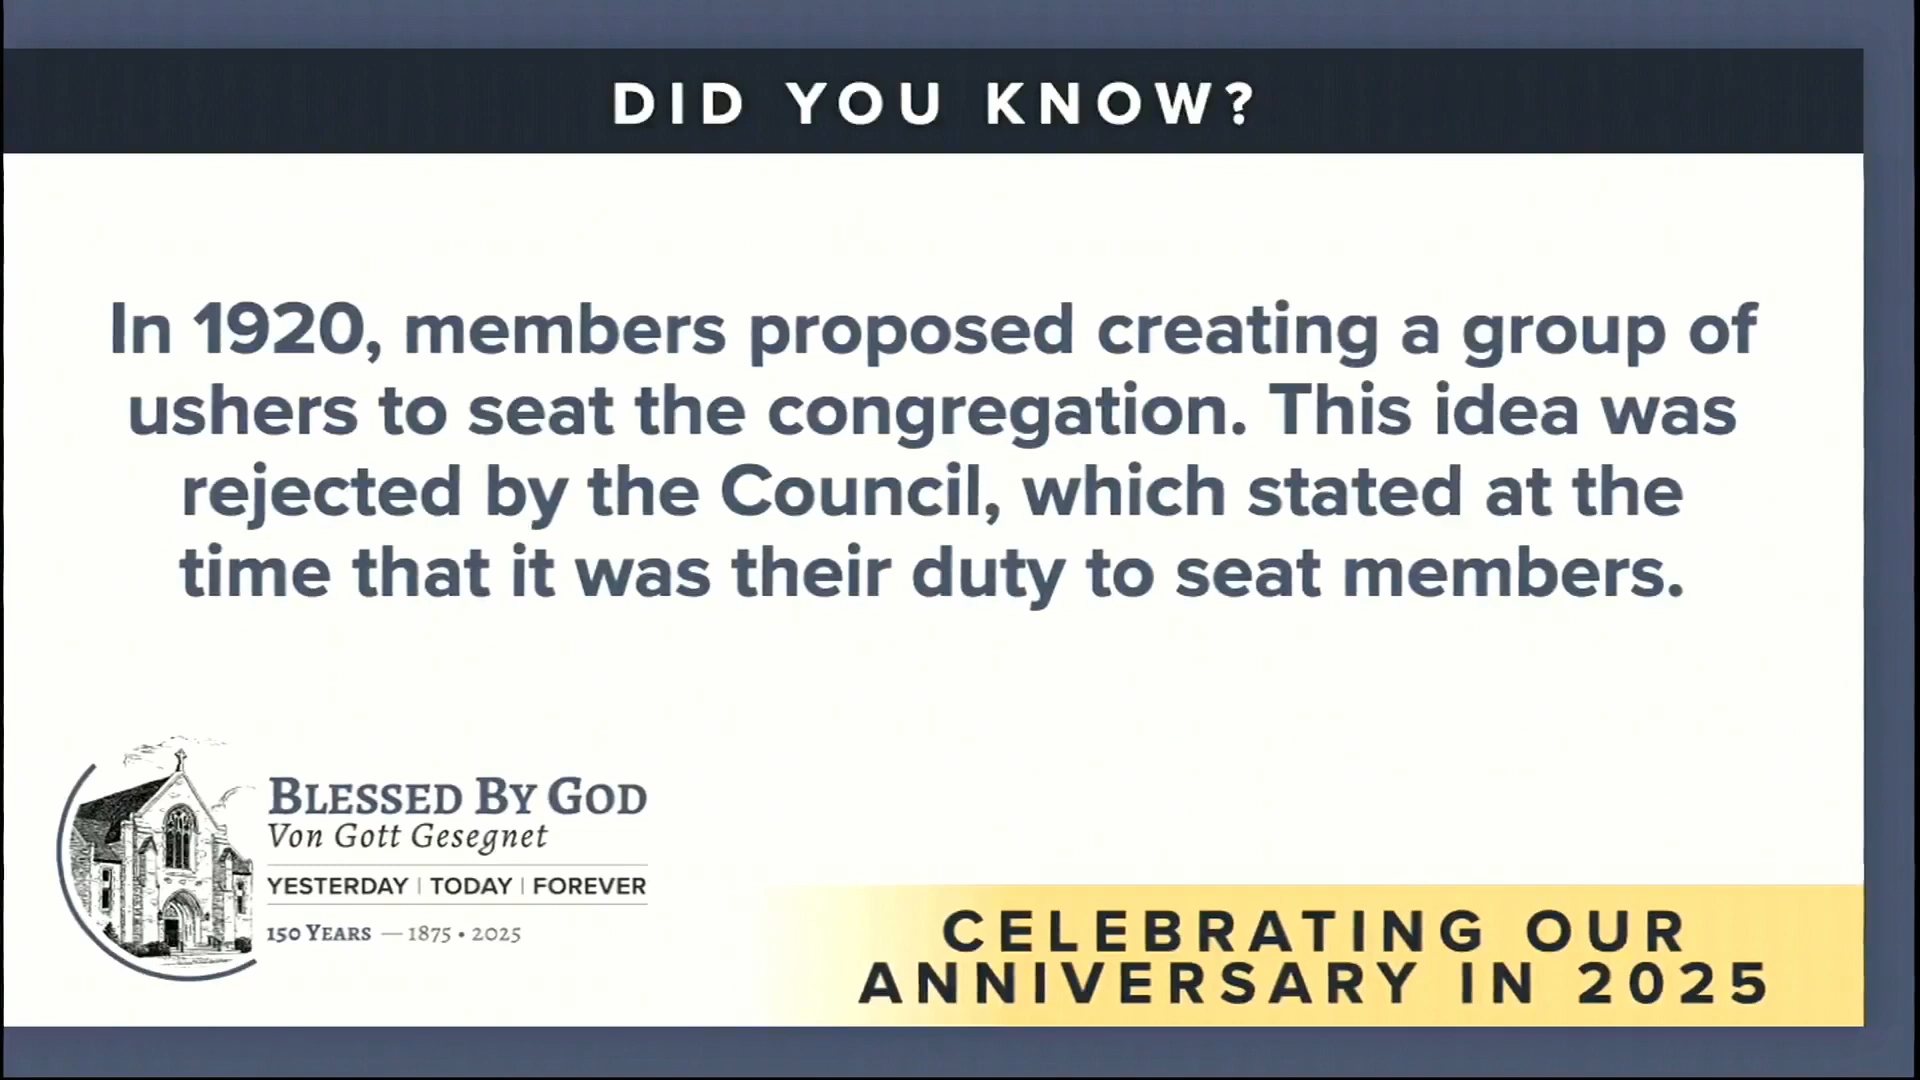 DID YOU KNOW?
In 1920, members proposed creating a group of
ushers to seat the congregation. This idea was
rejected by the Council, which stated at the
time that it was their duty to seat members.
BLESSED BY GOD
Von Gott Gesegnet
YESTERDAY | TODAY | FOREVER
150 YEARS — 1875 • 2025
CELEBRATING OUR
ANNIVERSARY IN 2025